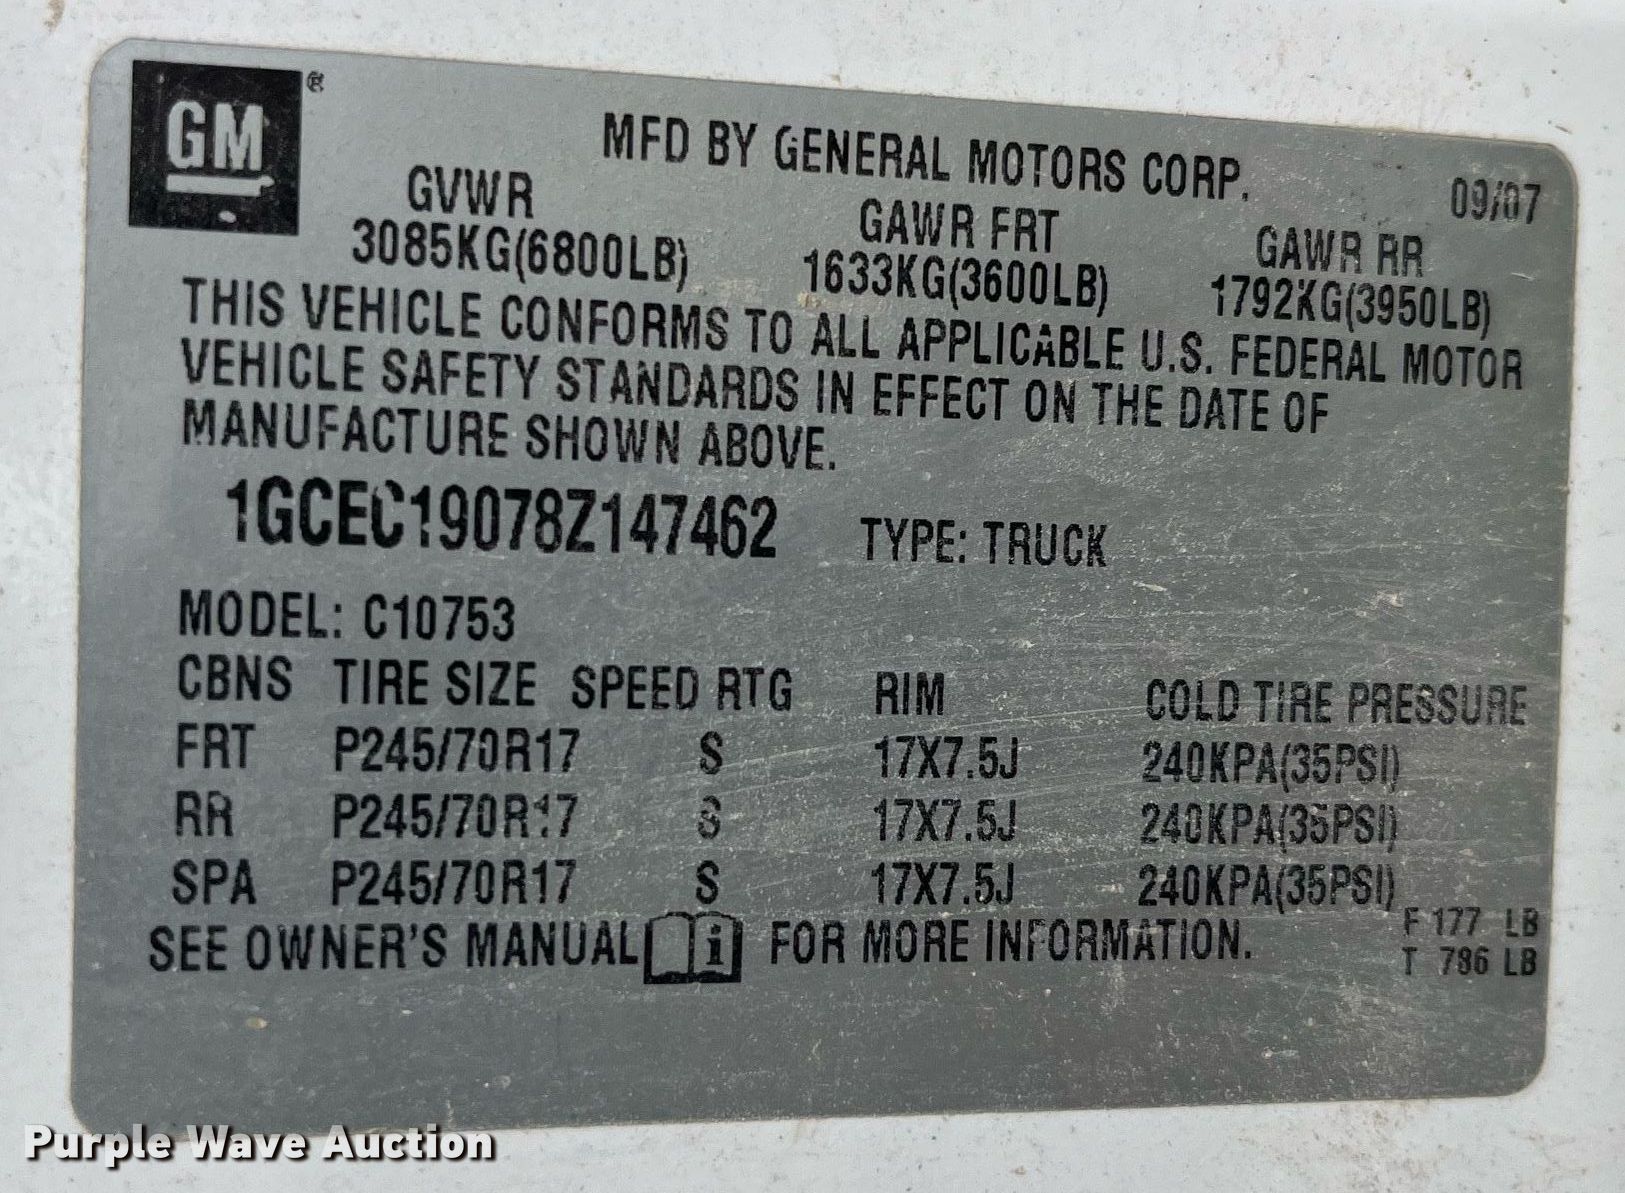 GM®
MFD BY GENERAL MOTORS CORP.
09/07
GVWR
GAWR FRT
GAWR RR
3085KG(6800LB)
1633KG(3600LB)
1792KG(3950LB)
THIS VEHICLE CONFORMS TO ALL APPLICABLE U.S. FEDERAL MOTOR
VEHICLE SAFETY STANDARDS IN EFFECT ON THE DATE OF
MANUFACTURE SHOWN ABOVE.
1GCEC19078Z147462 TYPE: TRUCK
MODEL: C10753
CBNS TIRE SIZE SPEED RTG RIM COLD TIRE PRESSURE
FRT P245/70R17 S 17X7.5J 240KPA(35PSI)
RR P245/70R17 S 17X7.5J 240KPA(35PSI)
SPA P245/70R17 S 17X7.5J 240KPA(35PSI)
SEE OWNER'S MANUAL i FOR MORE INFORMATION.
F 177 LB
T 786 LB
Purple Wave Auction